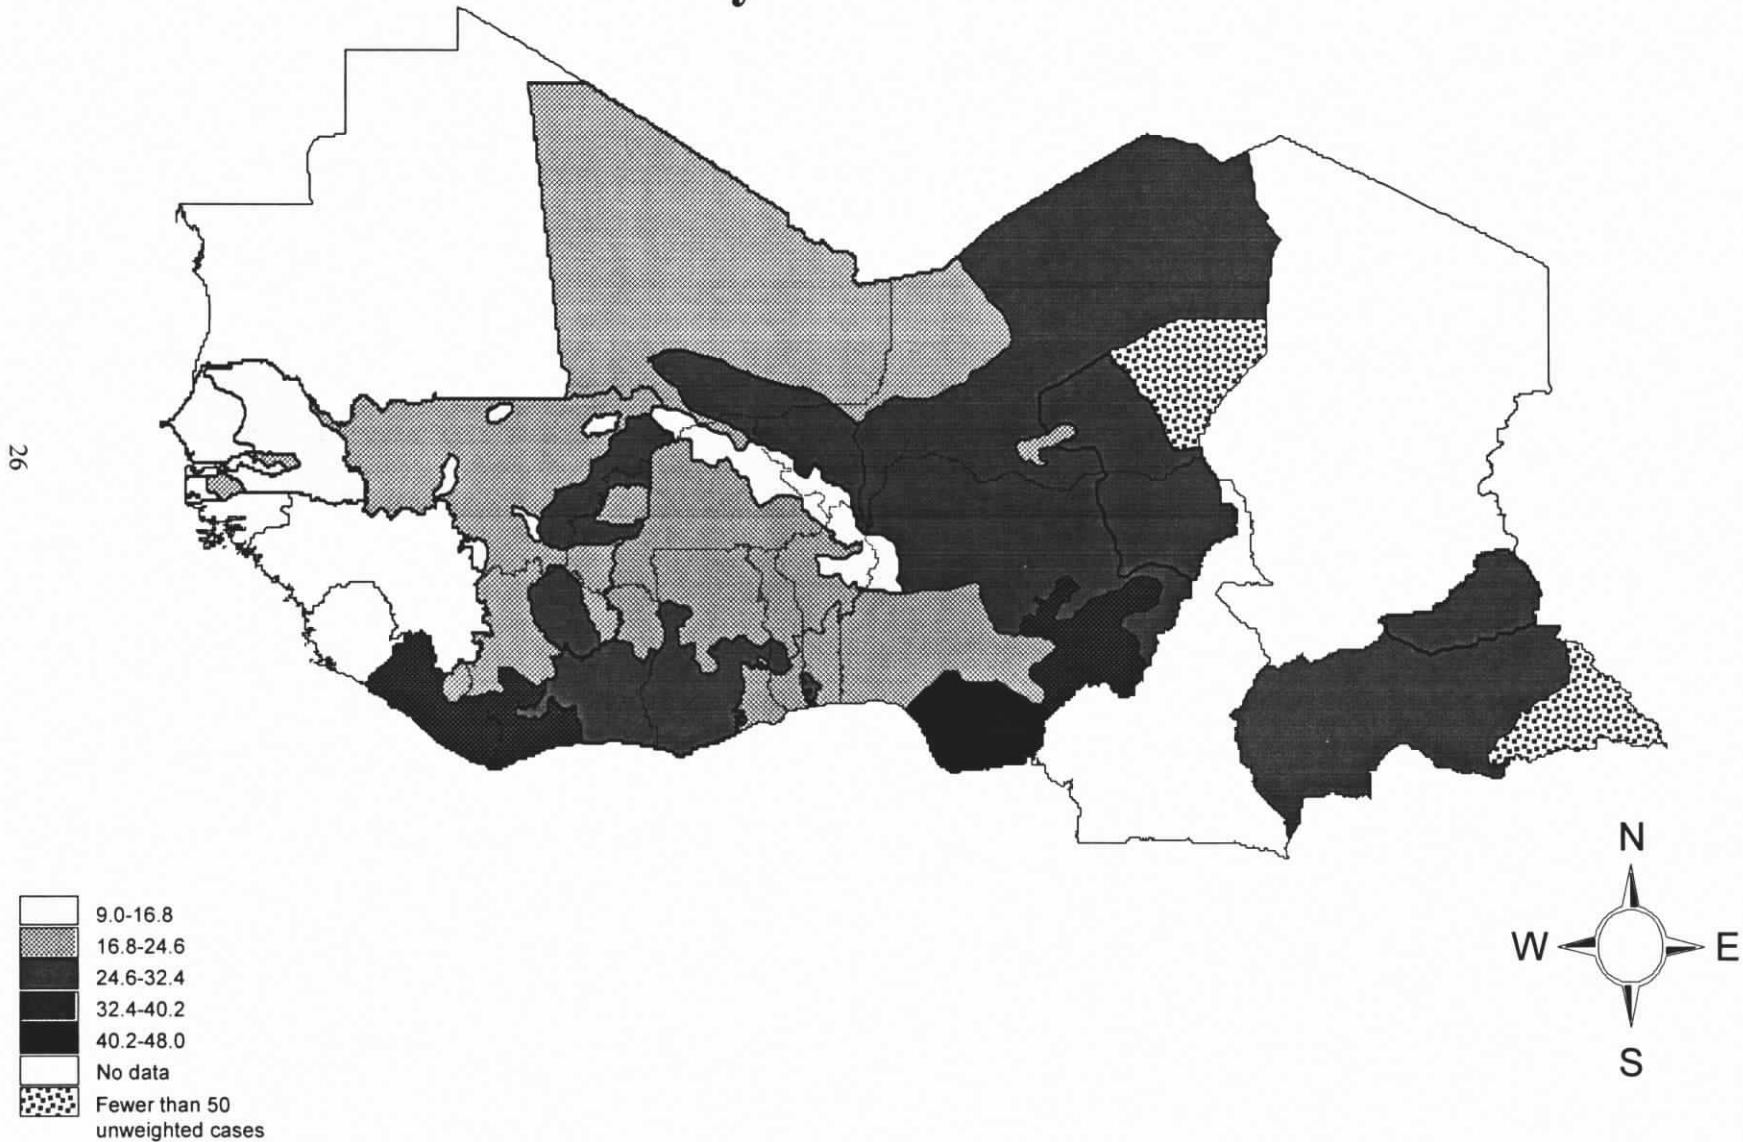 26
9.0-16.8
16.8-24.6
24.6-32.4
32.4-40.2
40.2-48.0
No data
Fewer than 50
unweighted cases
N
W E
S